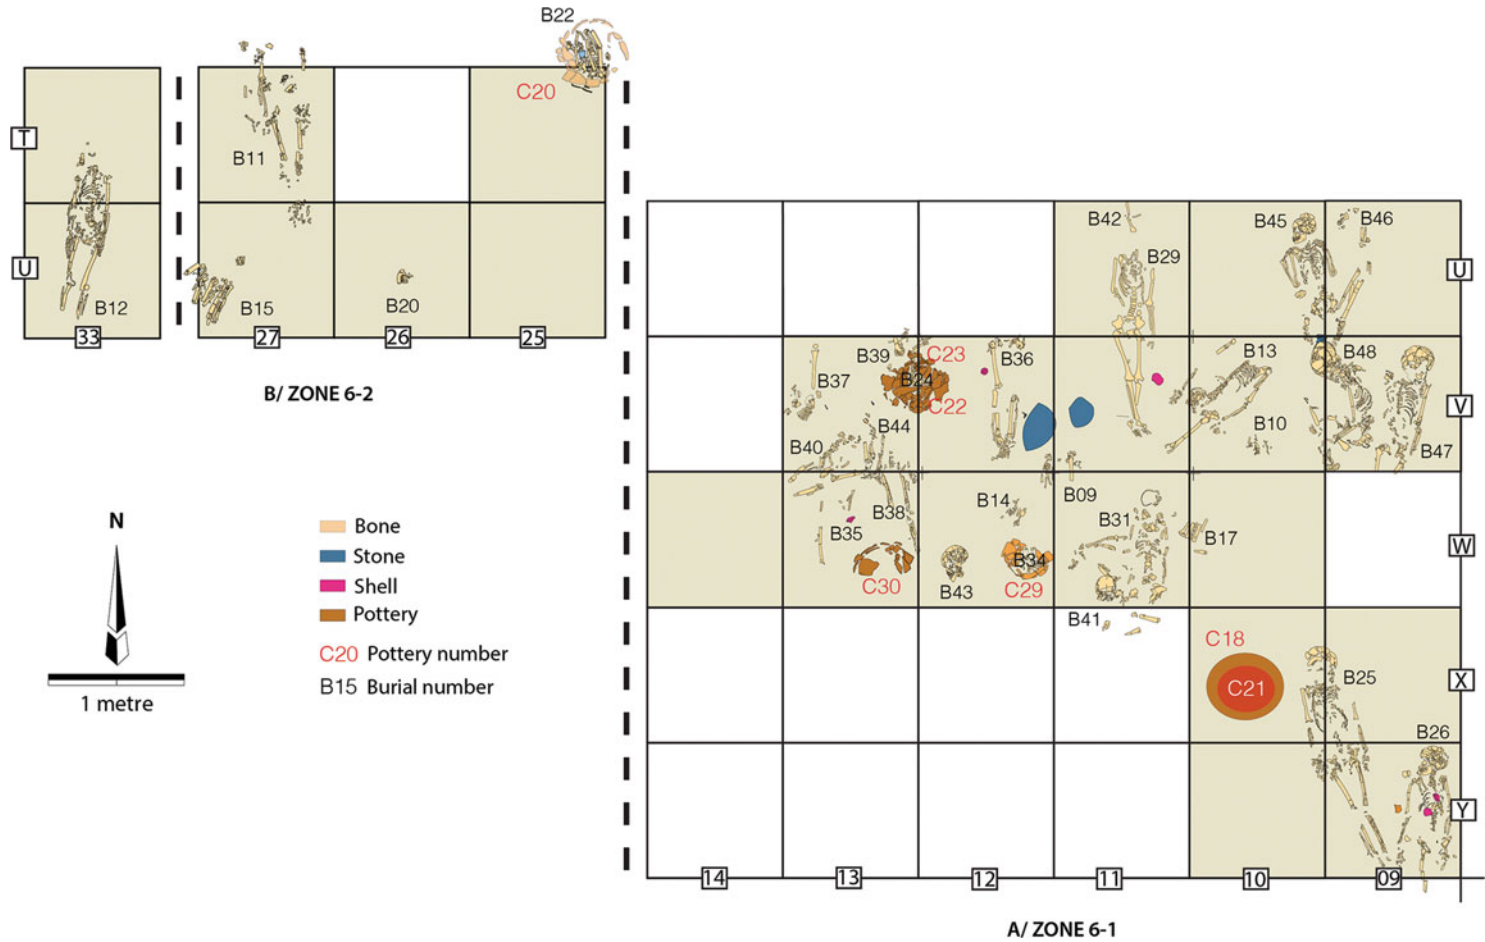 B22
C20
T
B11
U
B12
B15
B20
33
27
26
25
B/ ZONE 6-2
N
1 metre
Bone
Stone
Shell
Pottery
C20 Pottery number
B15 Burial number
B42
B29
B45
B46
U
B39
C23
B36
B37
B24
C22
B13
B48
V
B44
B40
B10
B47
B14
B09
B38
B35
B31
B17
W
B34
C30
B43
C29
B41
C18
C21
B25
X
B26
Y
14
13
12
11
10
09
A/ ZONE 6-1